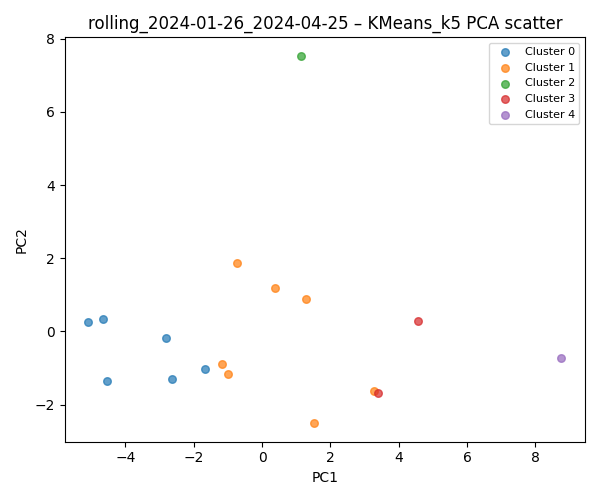 rolling_2024-01-26_2024-04-25 – KMeans_k5 PCA scatter
Cluster 0
Cluster 1
Cluster 2
Cluster 3
Cluster 4
8
6
4
2
0
−2
PC2
−4
−2
0
2
4
6
8
PC1